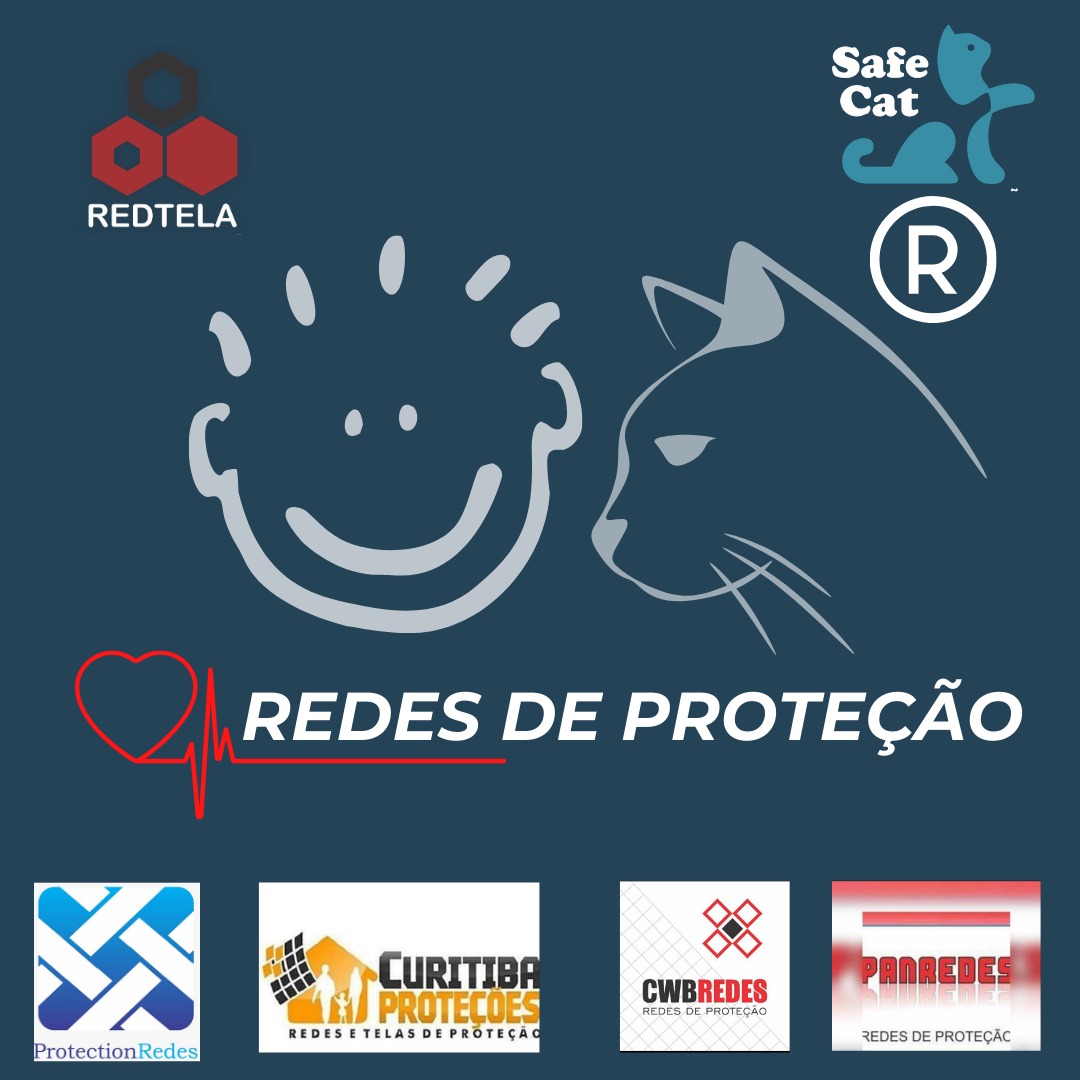 REDTELA
Safe
Cat
®
REDES DE PROTEÇÃO
ProtectionRedes
CURITIBA
PROTEÇÕES
REDES E TELAS DE PROTEÇÃO
CWBREDES
REDES DE PROTEÇÃO
PANREDES
REDES DE PROTEÇÃO